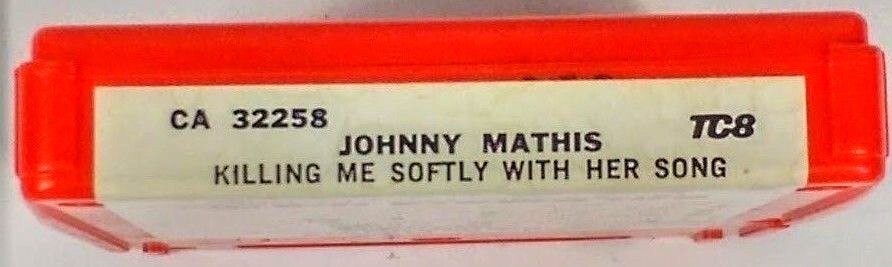 CA 32258
JOHNNY MATHIS
TC8
KILLING ME SOFTLY WITH HER SONG